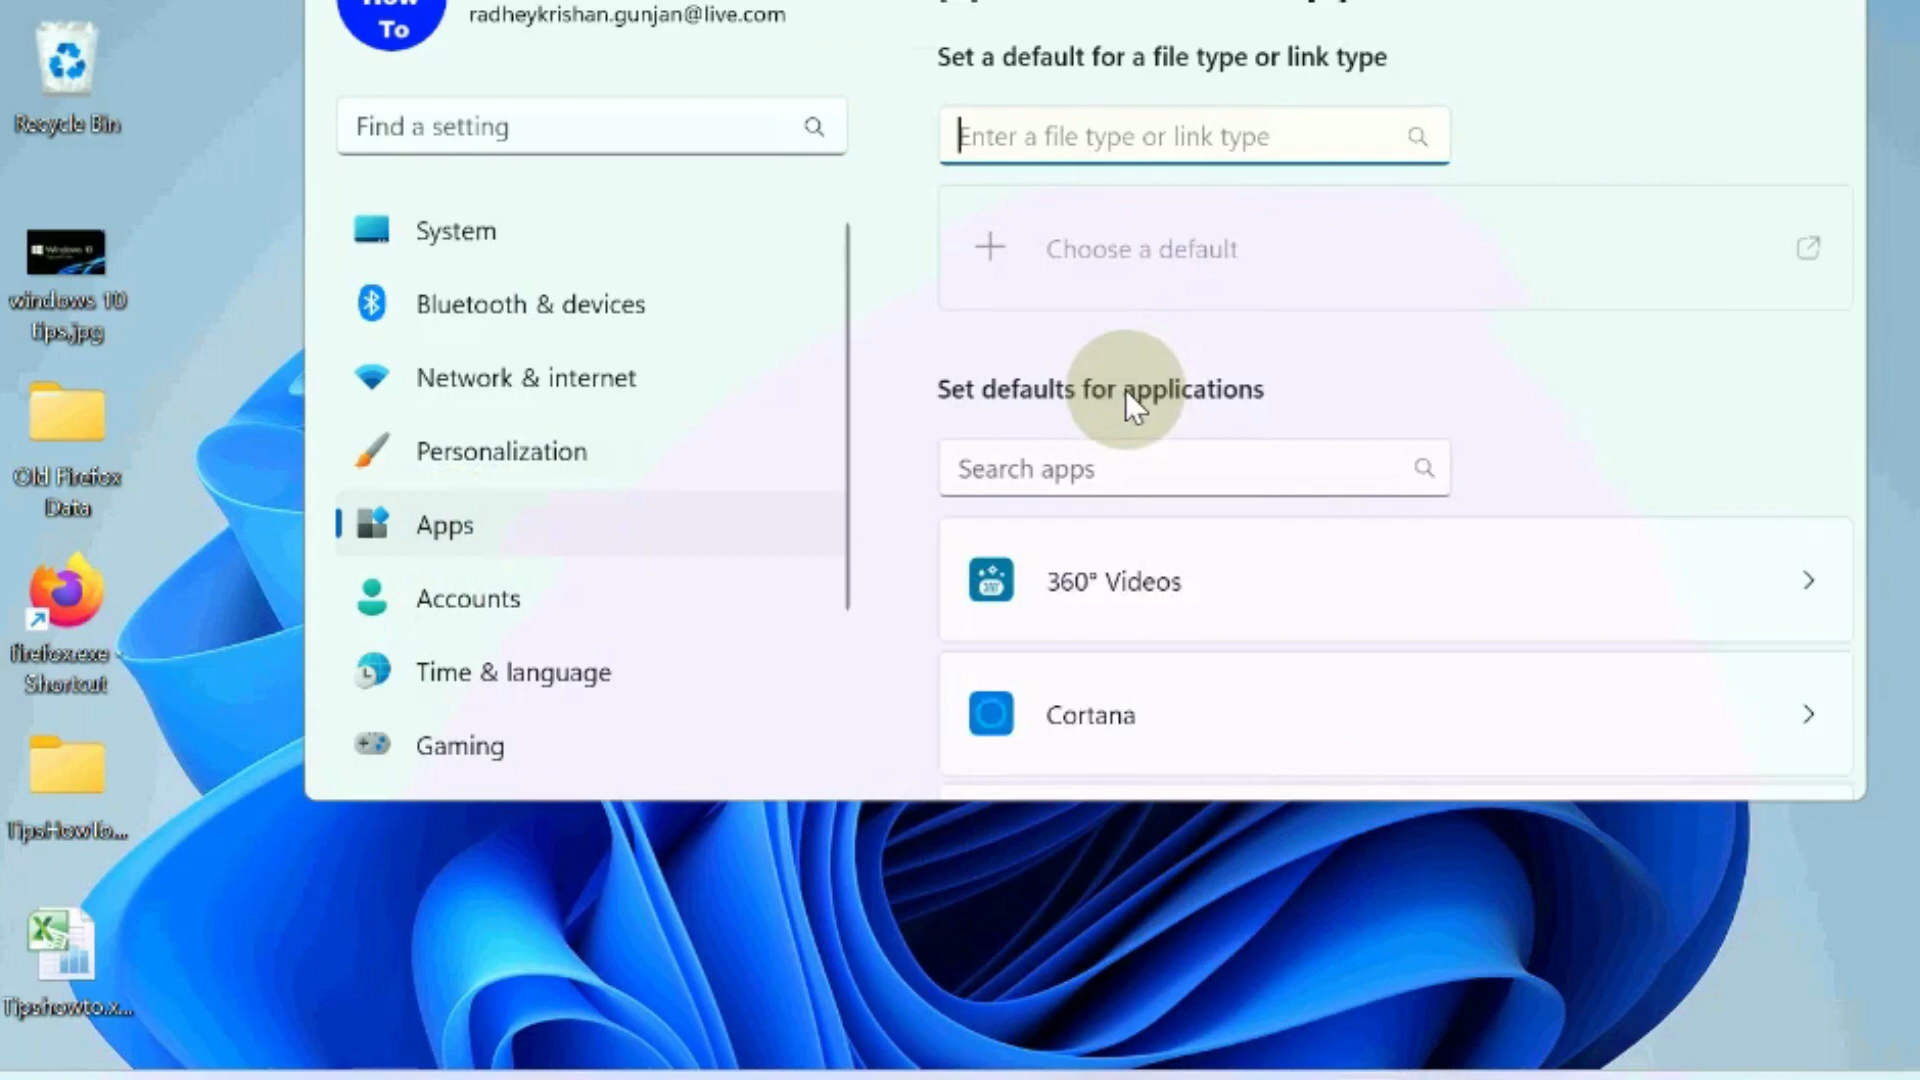 To
radheykrishan.gunjan@live.com
Set a default for a file type or link type
Find a setting
Enter a file type or link type
Choose a default
System
Bluetooth & devices
Network & internet
Personalization
Apps
Accounts
Time & language
Gaming
Set defaults for applications
Search apps
360° Videos
Cortana
Recycle Bin
windows 10
tips.jpg
Old Firefox
Data
firefox.exe -
Shortcut
TipsHowTo...
Tipshowto.x...